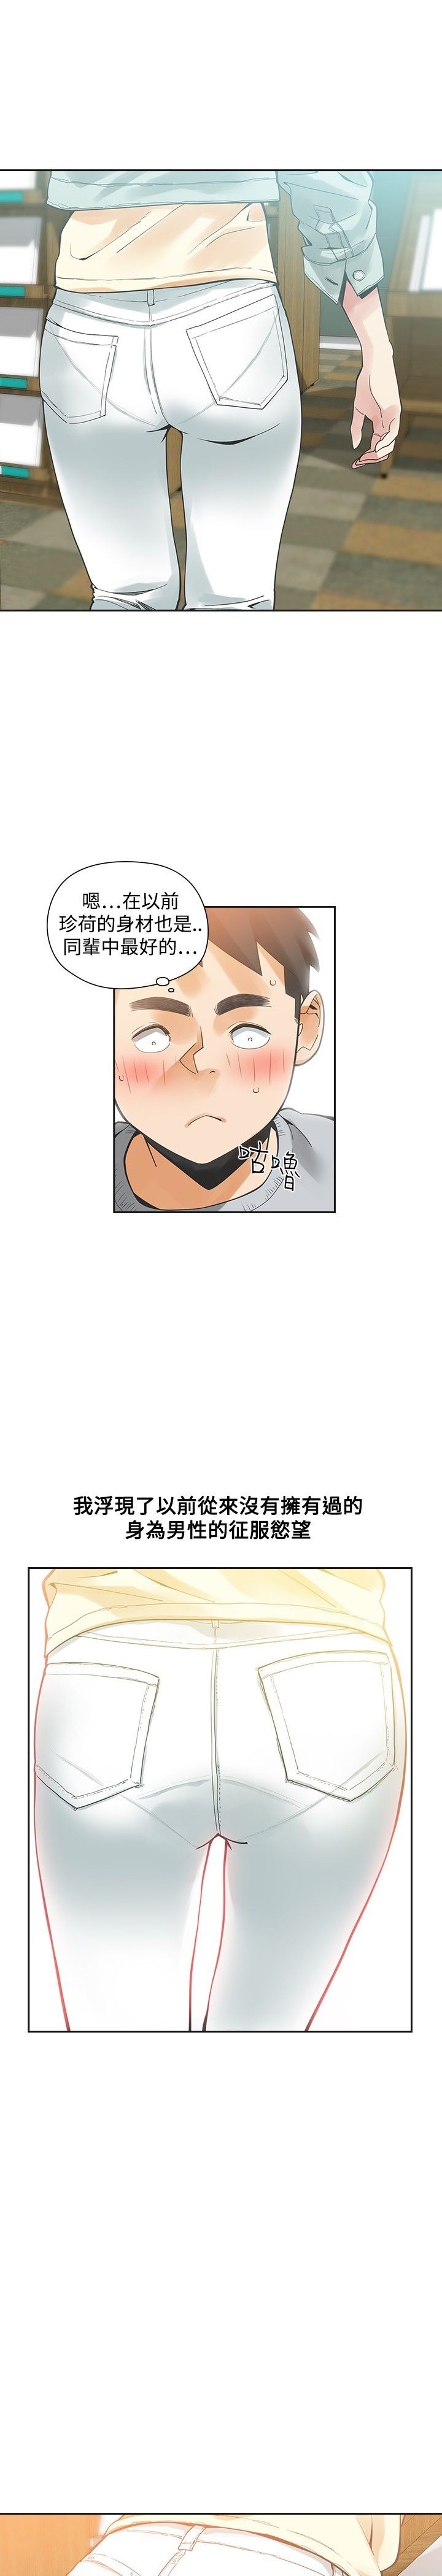 嗯...在以前
珍荷的身材也是..
同輩中最好的...
咕嚕
我浮現了以前從來沒有擁有過的
身為男性的征服慾望